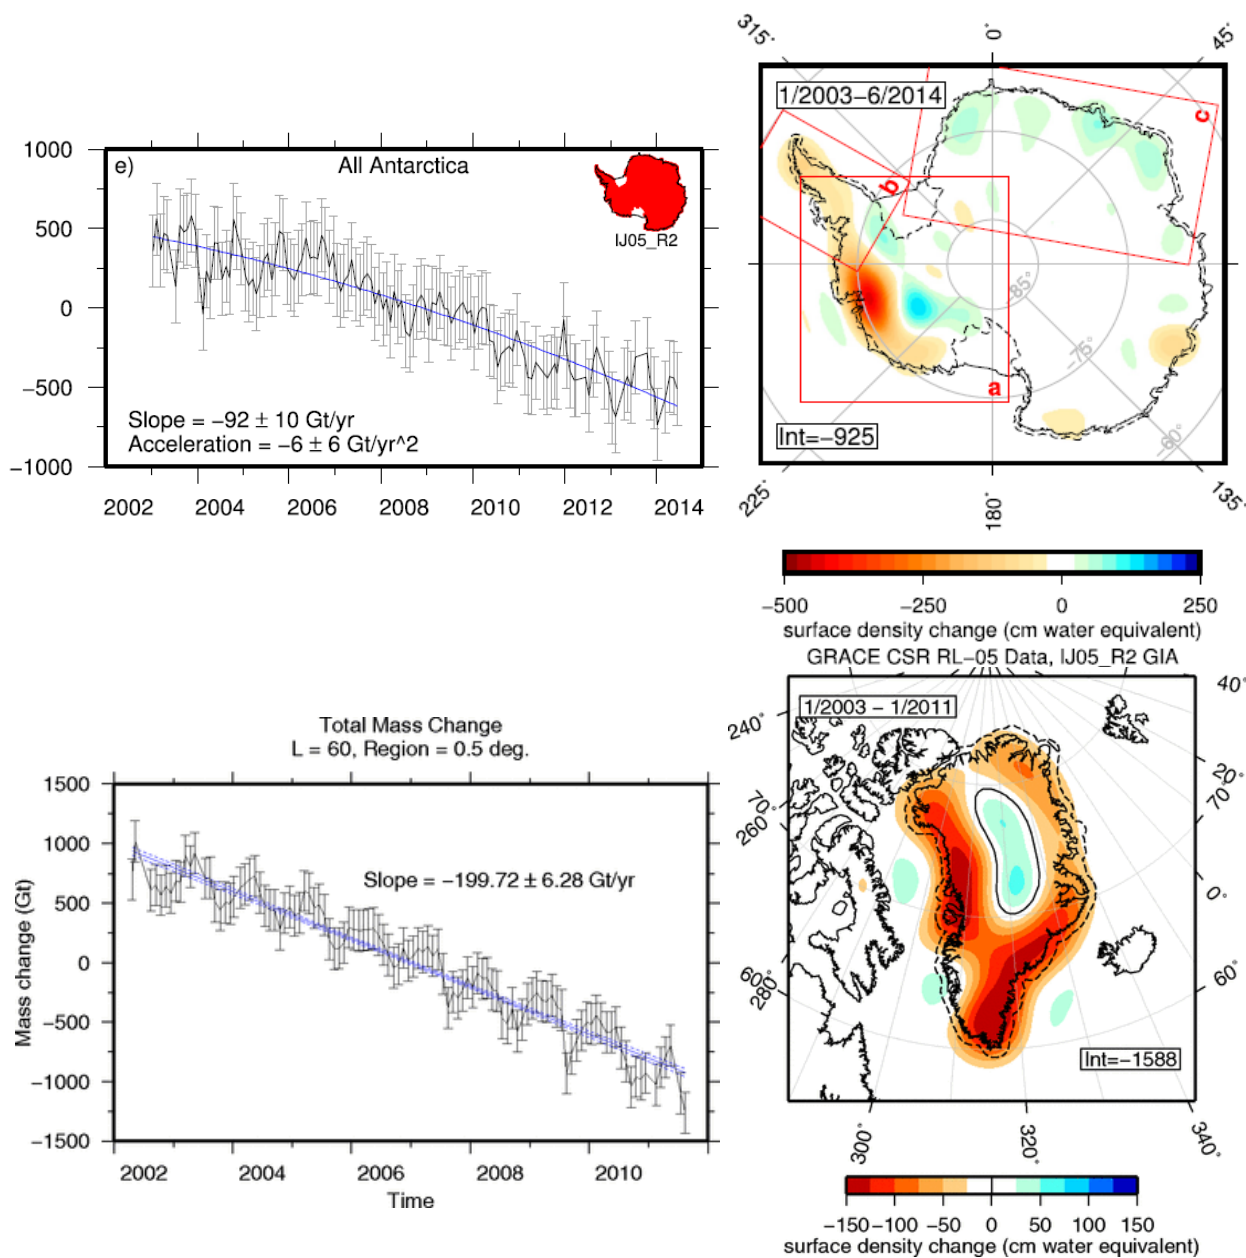 e)
All Antarctica
IJ05_R2
1000
500
0
−500
−1000
Slope = −92 ± 10 Gt/yr
Acceleration = −6 ± 6 Gt/yr^2
2002 2004 2006 2008 2010 2012 2014
315˚ 0˚ 45˚
1/2003−6/2014
c
b
a
−85˚
−75˚
−60˚
Int=−925
225˚ 180˚ 135˚
−500 −250 0 250
surface density change (cm water equivalent)
GRACE CSR RL−05 Data, IJ05_R2 GIA
Total Mass Change
L = 60, Region = 0.5 deg.
Mass change (Gt)
1500
1000
500
0
−500
−1000
−1500
Slope = −199.72 ± 6.28 Gt/yr
2002 2004 2006 2008 2010
Time
1/2003 − 1/2011
40˚
240˚
20˚
70˚ 70˚
260˚
0˚
60˚ 60˚
280˚
Int=−1588
300˚ 320˚ 340˚
−150 −100 −50 0 50 100 150
surface density change (cm water equivalent)